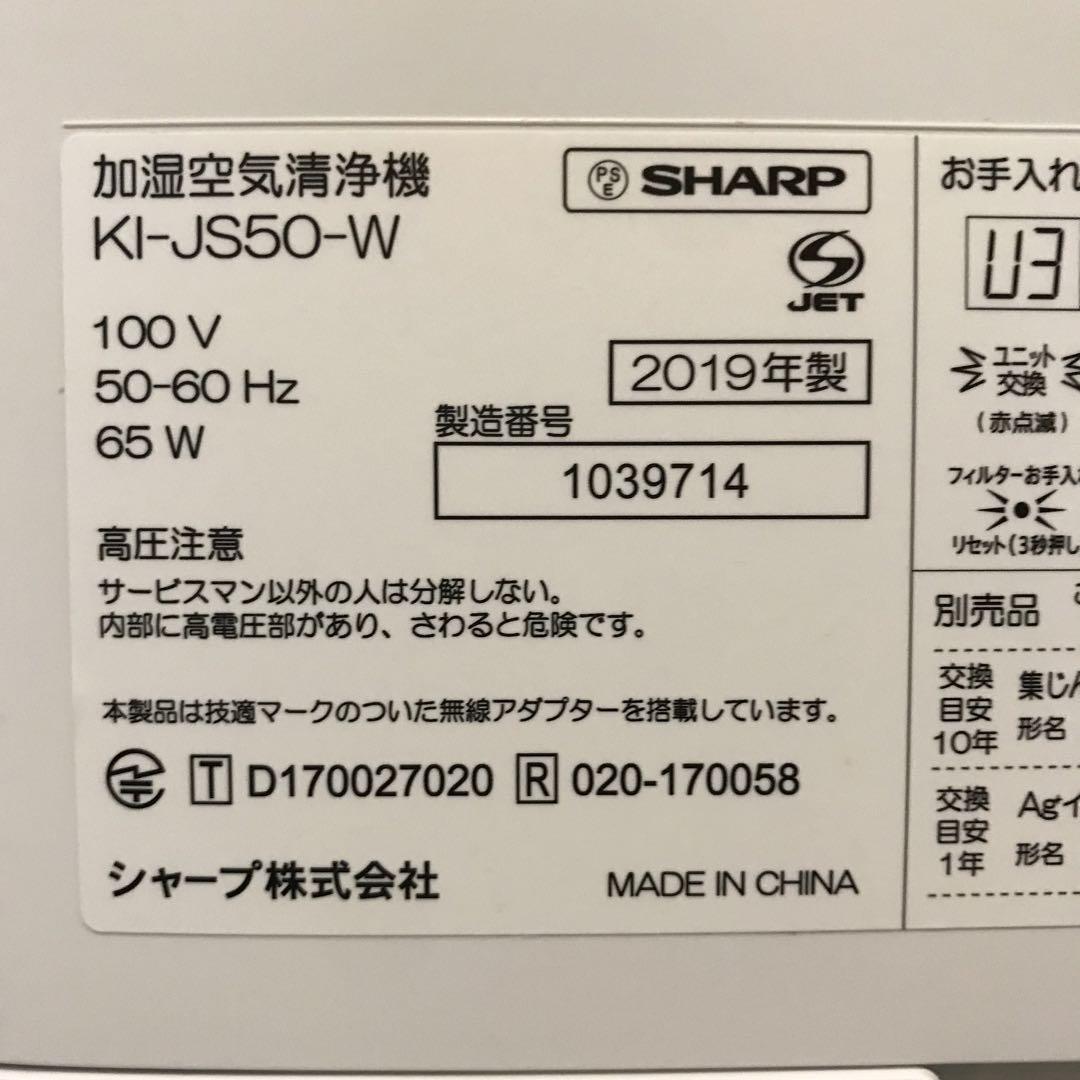 加湿空気清浄機
KI-JS50-W
PSE SHARP
JET
100 V
50-60 Hz
65 W
2019年製
製造番号
1039714
高圧注意
サービスマン以外の人は分解しない。
内部に高電圧部があり、さわると危険です。
本製品は技適マークのついた無線アダプターを搭載しています。
T D170027020 R 020-170058
シャープ株式会社
MADE IN CHINA
お手入れ
U3
ユニット
交換
(赤点滅)
フィルターお手入れ
リセット(3秒押し
別売品
交換
目安
10年
集じん
形名
交換
目安
1年
Agイ
形名